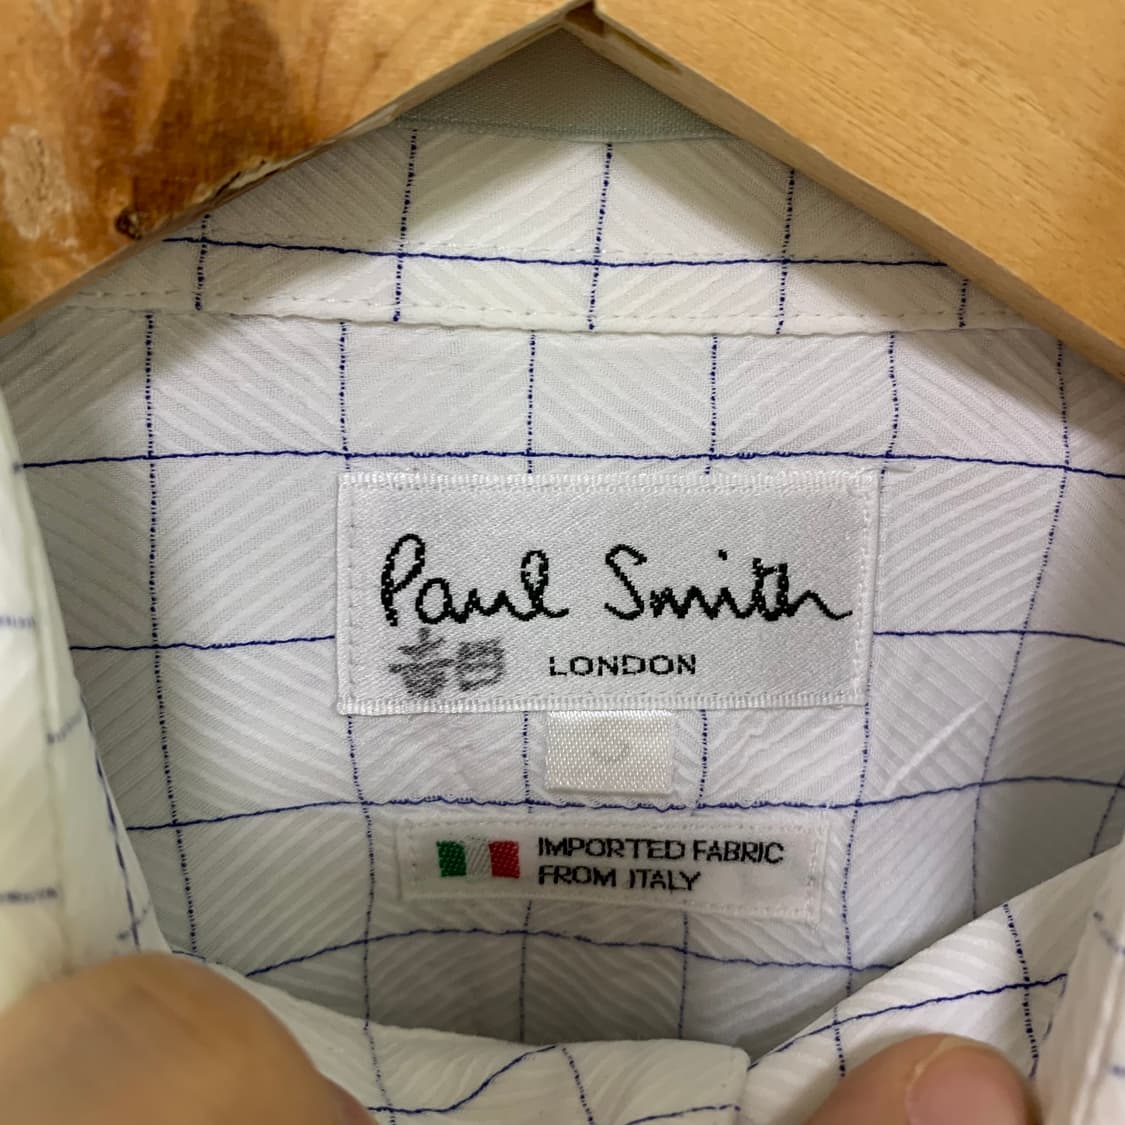 Paul Smith
LONDON
IMPORTED FABRIC
FROM ITALY